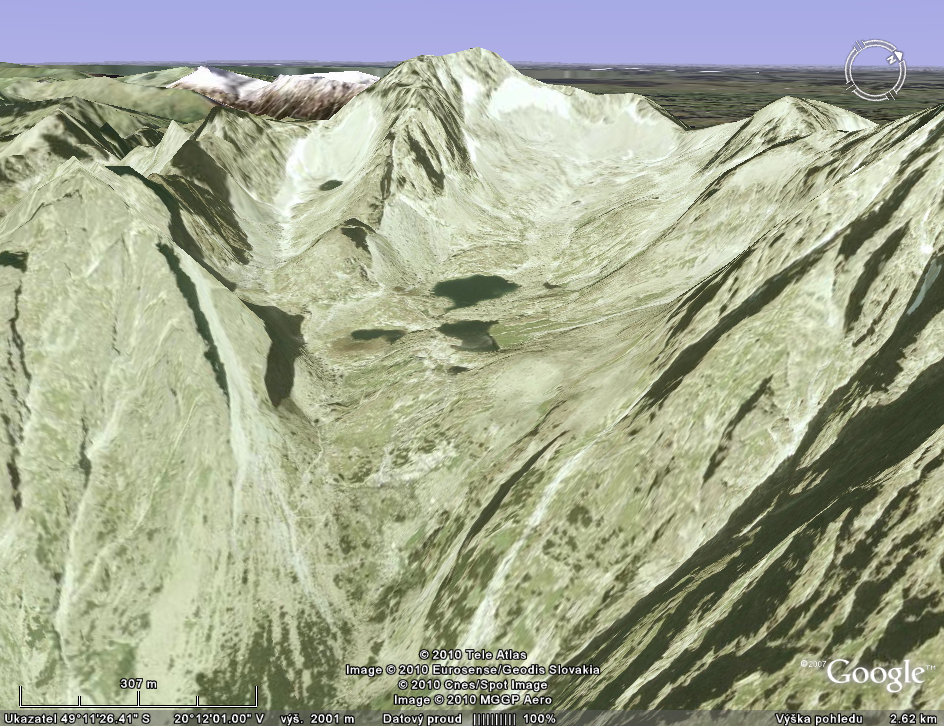 N
© 2010 Tele Atlas
Image © 2010 Eurosense/Geodis Slovakia
© 2010 Cnes/Spot Image
Image © 2010 MGGP Aero
©2007 Google™
307 m
Ukazatel 49°11'26.41" S 20°12'01.00" V výš. 2001 m Datový proud 100% Výška pohledu 2.62 km